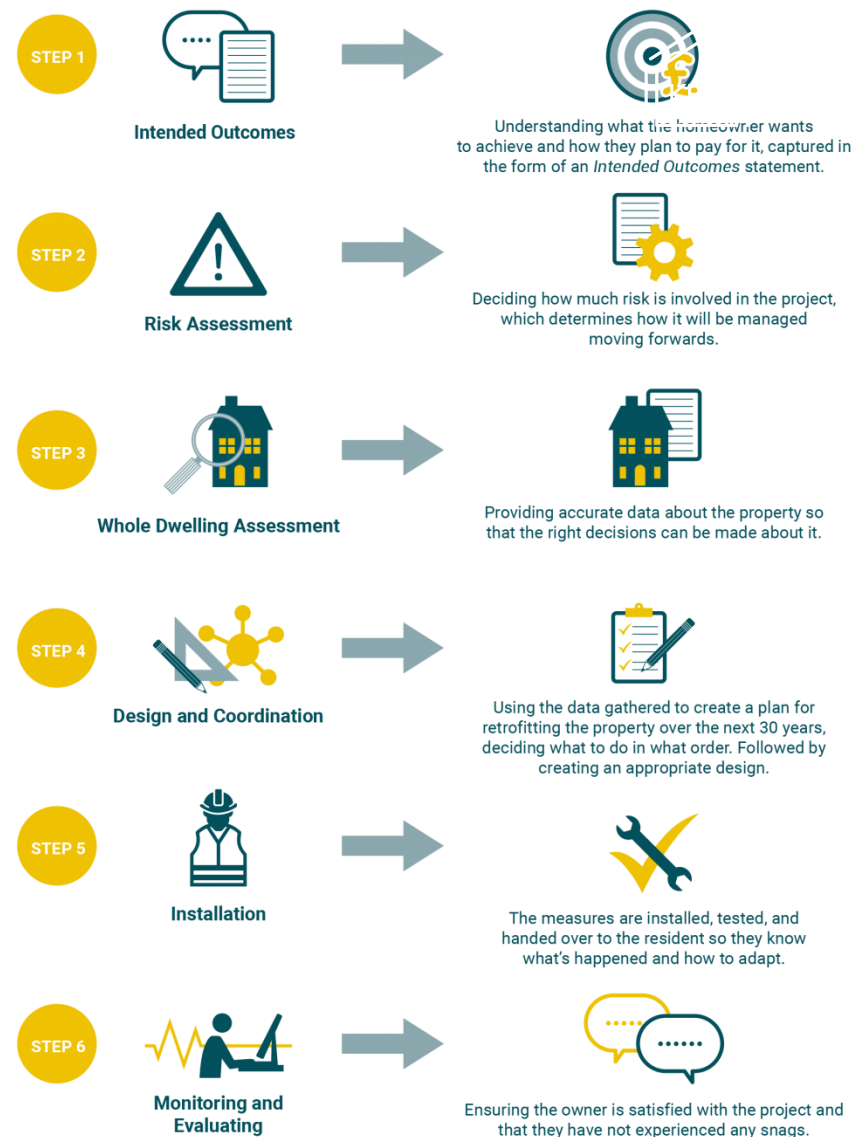 STEP 1
Intended Outcomes
£
Understanding what the homeowner wants
to achieve and how they plan to pay for it, captured in
the form of an Intended Outcomes statement.
STEP 2
!
Risk Assessment
Deciding how much risk is involved in the project,
which determines how it will be managed
moving forwards.
STEP 3
Whole Dwelling Assessment
Providing accurate data about the property so
that the right decisions can be made about it.
STEP 4
Design and Coordination
Using the data gathered to create a plan for
retrofitting the property over the next 30 years,
deciding what to do in what order. Followed by
creating an appropriate design.
STEP 5
Installation
The measures are installed, tested, and
handed over to the resident so they know
what's happened and how to adapt.
STEP 6
Monitoring and
Evaluating
Ensuring the owner is satisfied with the project and
that they have not experienced any snags.